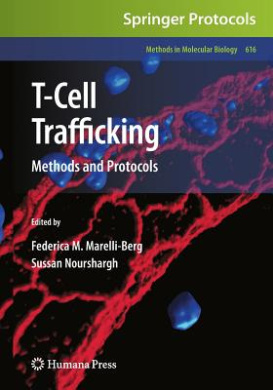 Springer Protocols
Methods in Molecular Biology 616
T-Cell
Trafficking
Methods and Protocols
Edited by
Federica M. Marelli-Berg
Sussan Nourshargh
Humana Press